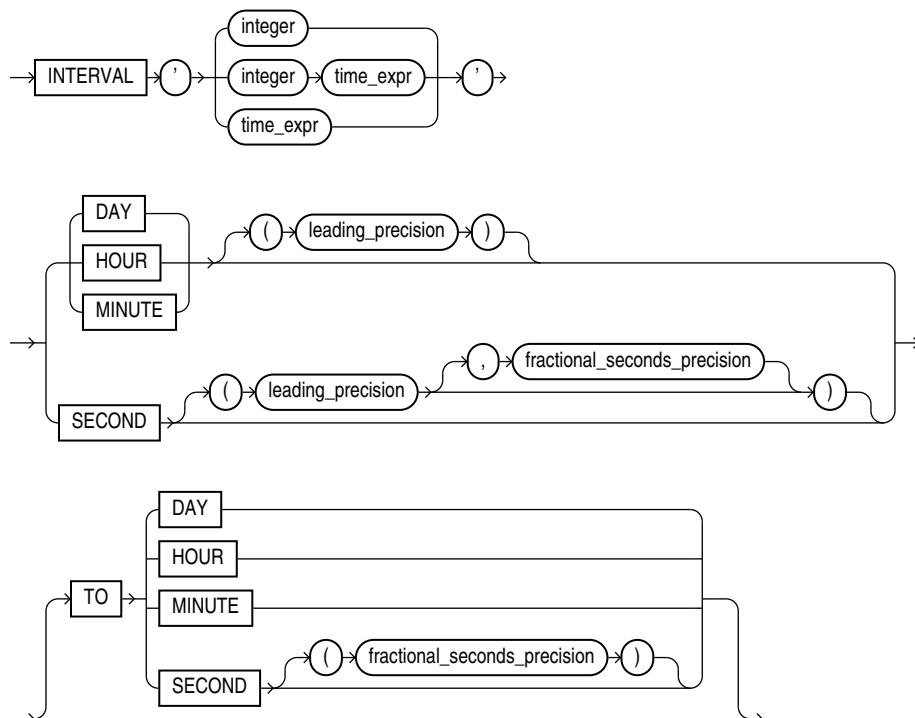 integer
INTERVAL ' integer time_expr '
time_expr
DAY
( leading_precision )
HOUR
MINUTE
, fractional_seconds_precision
( leading_precision )
SECOND
DAY
HOUR
TO MINUTE
( fractional_seconds_precision )
SECOND